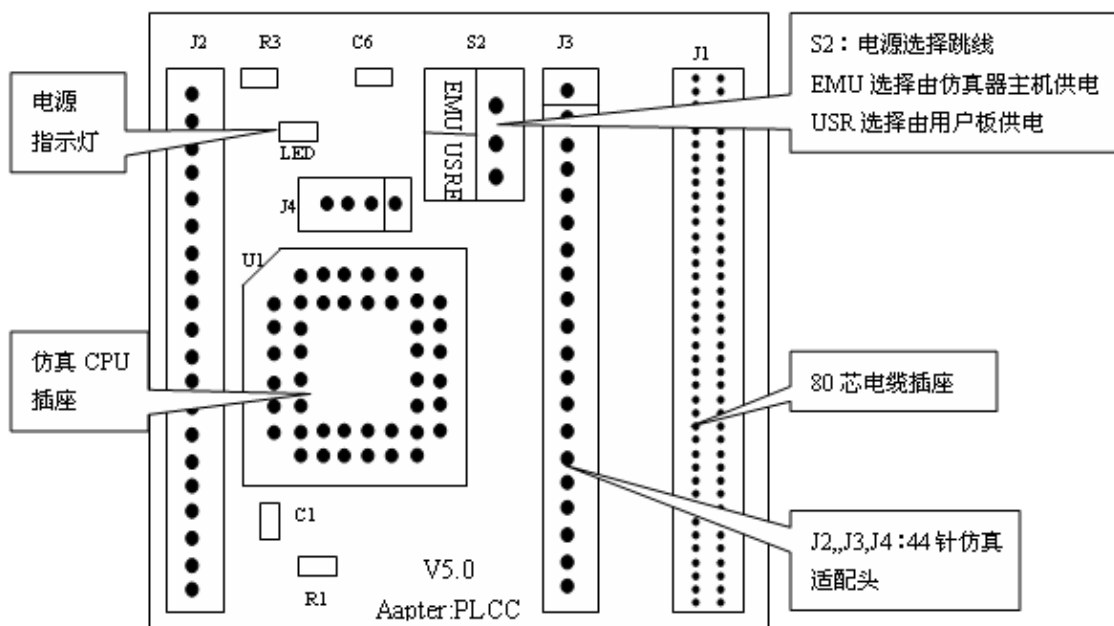 J2
R3
C6
S2
J3
J1
S2：电源选择跳线
EMU 选择由仿真器主机供电
USR 选择由用户板供电
电源
指示灯
LED
EMU
USRE
J4
U1
仿真 CPU
插座
80 芯电缆插座
C1
R1
V5.0
Aapter:PLCC
J2,,J3,J4：44 针仿真
适配头